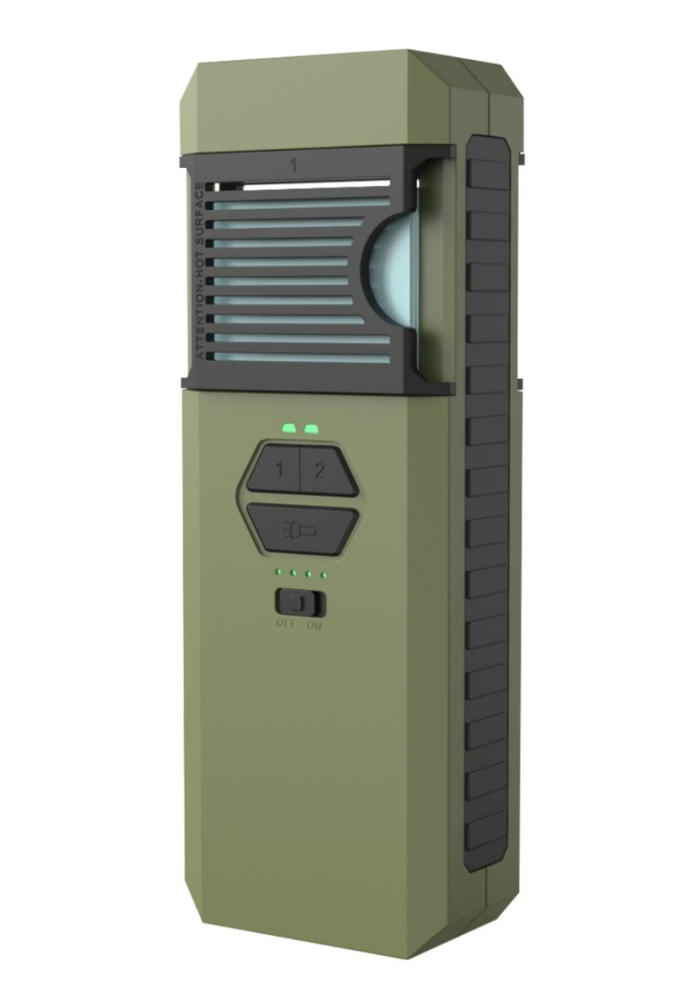 1
ATTENTION-HOT SURFACE
1 2
OFF ON